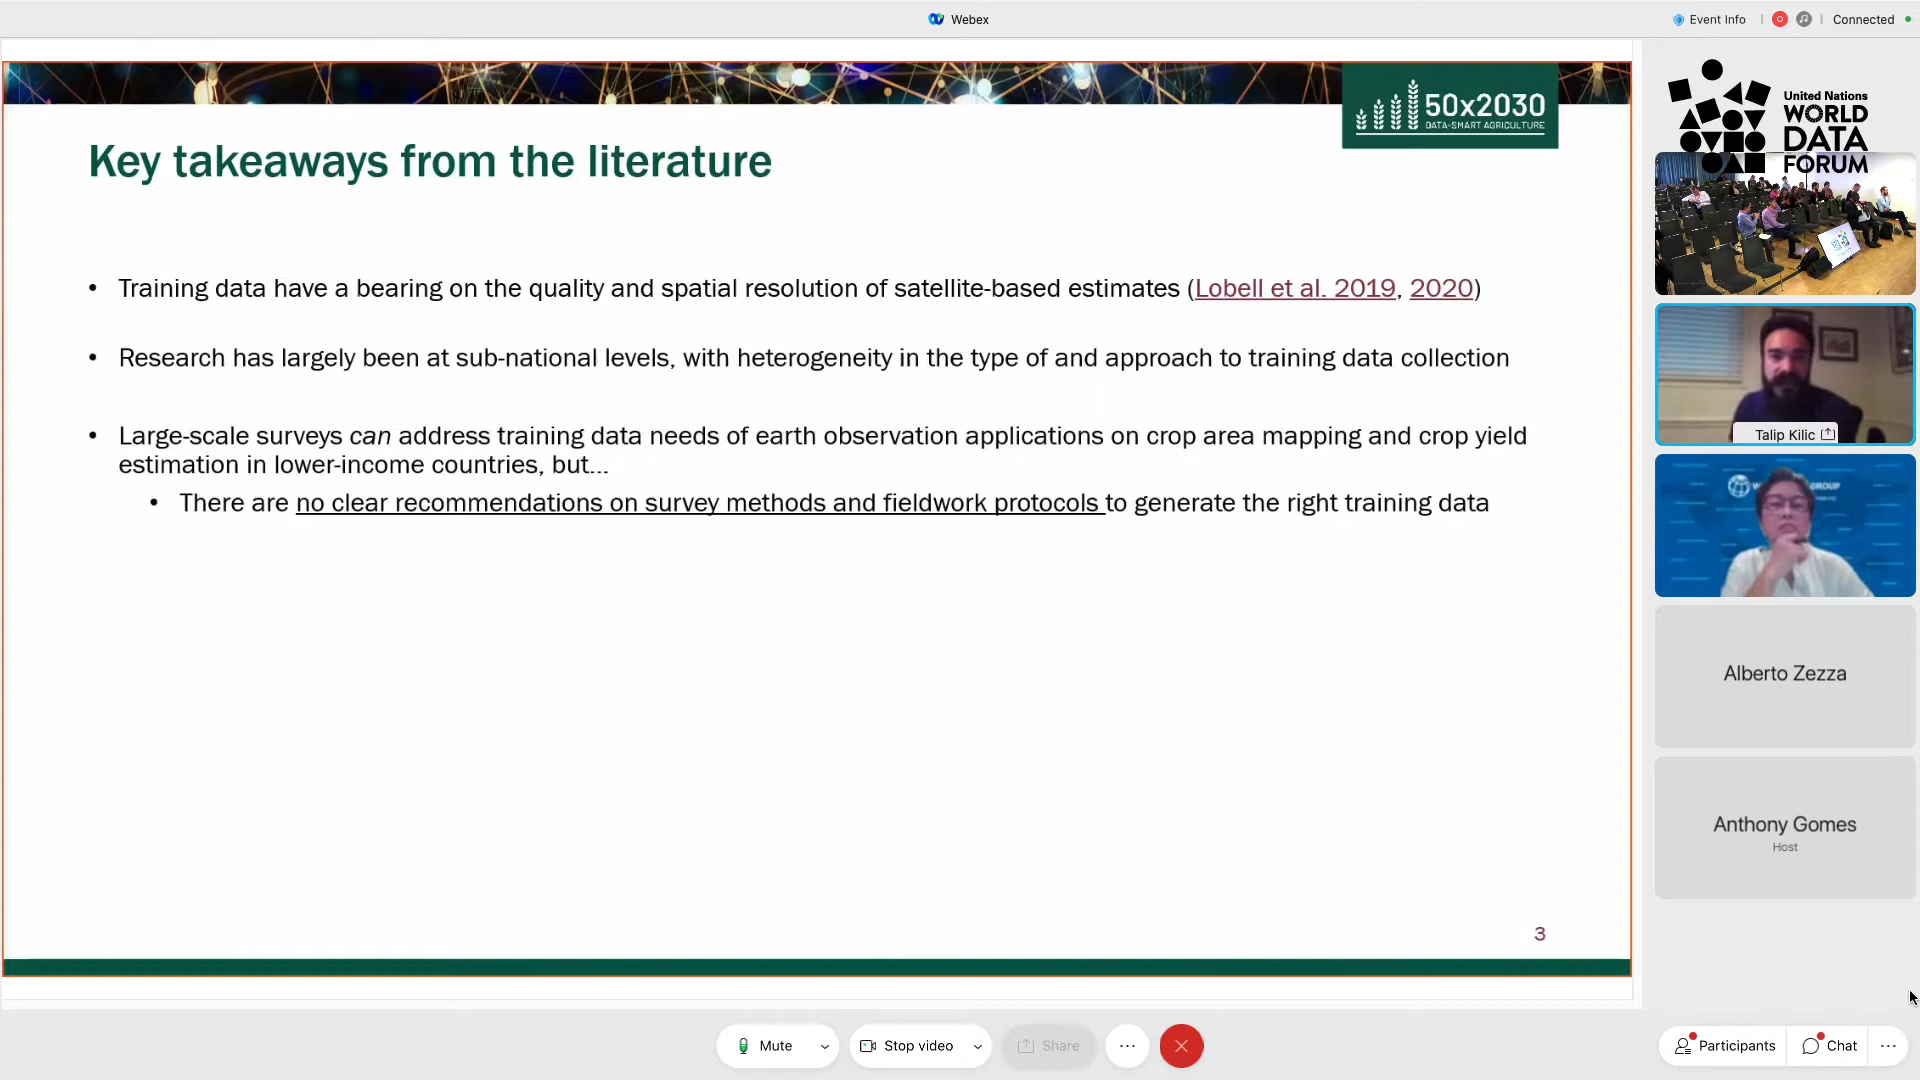 Webex
Event Info
Connected
50x2030
DATA-SMART AGRICULTURE
Key takeaways from the literature
• Training data have a bearing on the quality and spatial resolution of satellite-based estimates (Lobell et al. 2019, 2020)
• Research has largely been at sub-national levels, with heterogeneity in the type of and approach to training data collection
• Large-scale surveys can address training data needs of earth observation applications on crop area mapping and crop yield
estimation in lower-income countries, but...
• There are no clear recommendations on survey methods and fieldwork protocols to generate the right training data
3
United Nations
WORLD
DATA
FORUM
Talip Kilic
Alberto Zezza
Anthony Gomes
Host
Mute
Stop video
Share
Participants
Chat